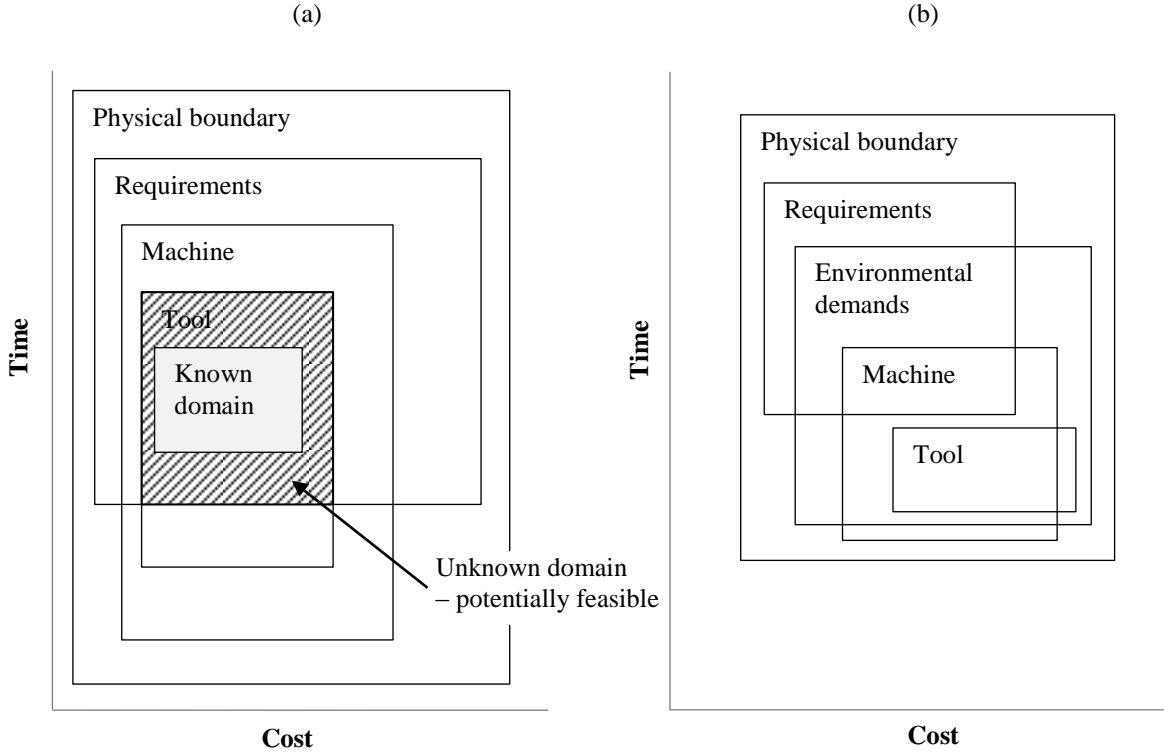 (a)
Physical boundary
Requirements
Machine
Tool
Known
domain
Unknown domain
– potentially feasible
Time
Cost
(b)
Physical boundary
Requirements
Environmental
demands
Machine
Tool
Time
Cost